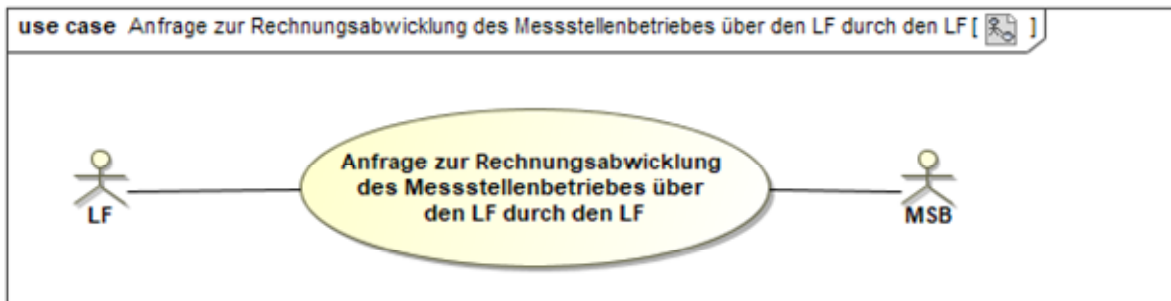 use case Anfrage zur Rechnungsabwicklung des Messstellenbetriebes über den LF durch den LF [ ]
Anfrage zur Rechnungsabwicklung
des Messstellenbetriebes über
den LF durch den LF
LF
MSB